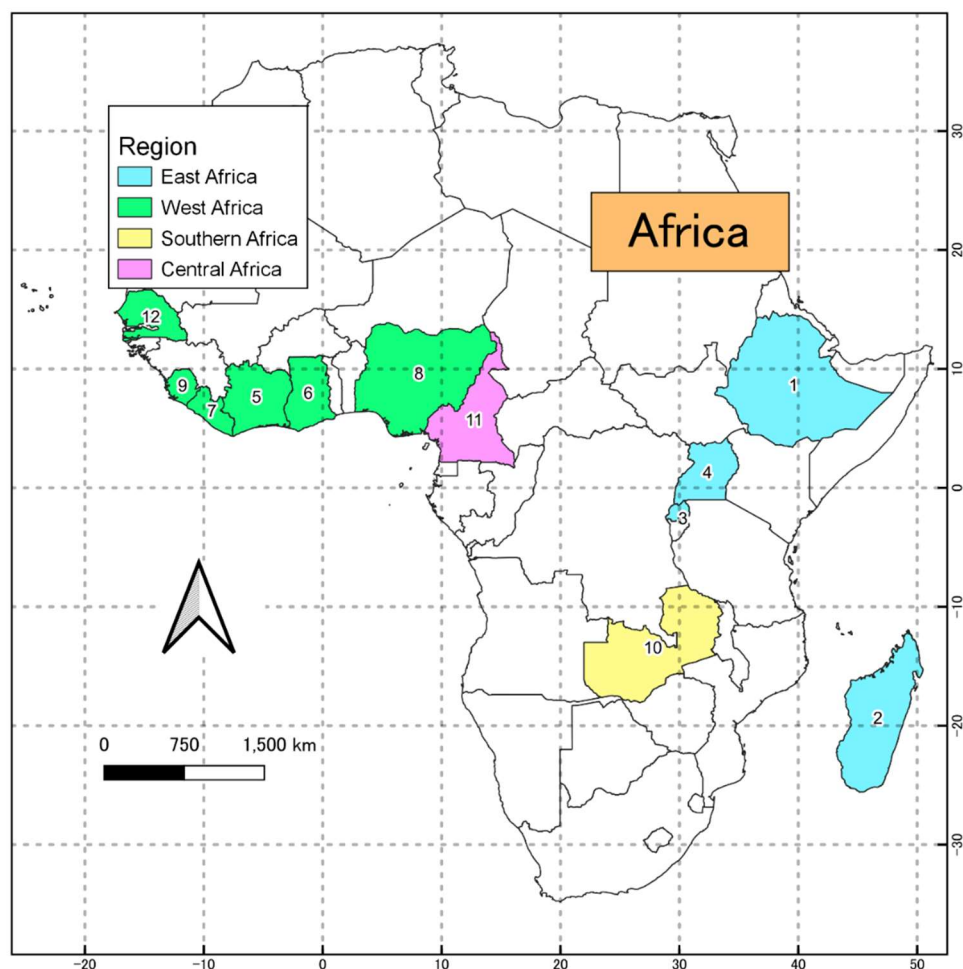 Region
East Africa
West Africa
Southern Africa
Central Africa
Africa
12
9
7
5
6
8
11
1
4
3
10
2
0 750 1,500 km
30
20
10
0
−10
−20
−30
−20 −10 0 10 20 30 40 50